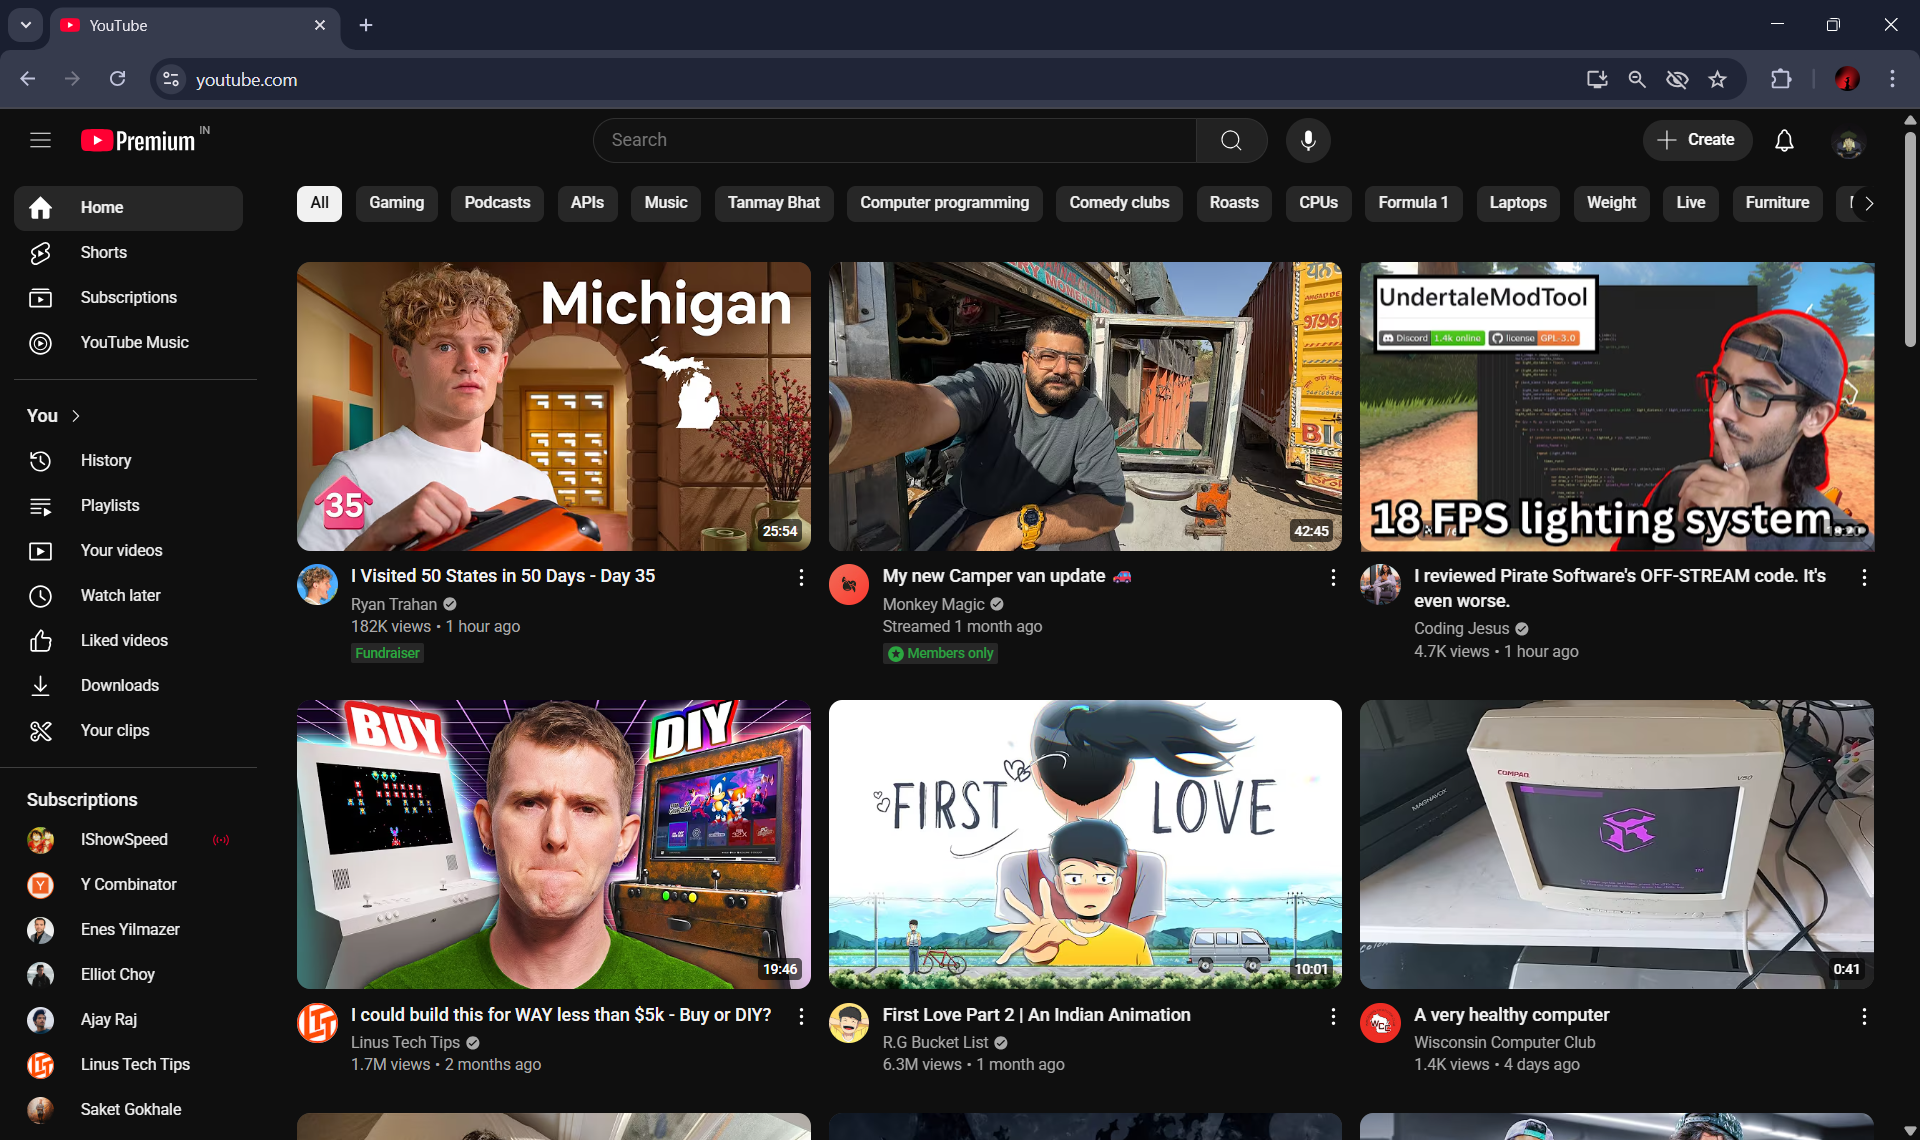 YouTube
youtube.com
Premium IN
Search
Create
Home
Shorts
Subscriptions
YouTube Music
You
History
Playlists
Your videos
Watch later
Liked videos
Downloads
Your clips
Subscriptions
IShowSpeed
Y Combinator
Enes Yilmazer
Elliot Choy
Ajay Raj
Linus Tech Tips
Saket Gokhale
All
Gaming
Podcasts
APIs
Music
Tanmay Bhat
Computer programming
Comedy clubs
Roasts
CPUs
Formula 1
Laptops
Weight
Live
Furniture
Michigan
35
25:54
I Visited 50 States in 50 Days - Day 35
Ryan Trahan
182K views • 1 hour ago
Fundraiser
9796
42:45
My new Camper van update
Monkey Magic
Streamed 1 month ago
Members only
UndertaleModTool
Discord 1.4k online license GPL-3.0
18 FPS lighting system...
I reviewed Pirate Software's OFF-STREAM code. It's
even worse.
Coding Jesus
4.7K views • 1 hour ago
BUY
DIY
19:46
I could build this for WAY less than $5k - Buy or DIY?
Linus Tech Tips
1.7M views • 2 months ago
FIRST LOVE
10:01
First Love Part 2 | An Indian Animation
R.G Bucket List
6.3M views • 1 month ago
COMPAQ
V50
MAGNAVOX
0:41
A very healthy computer
Wisconsin Computer Club
1.4K views • 4 days ago